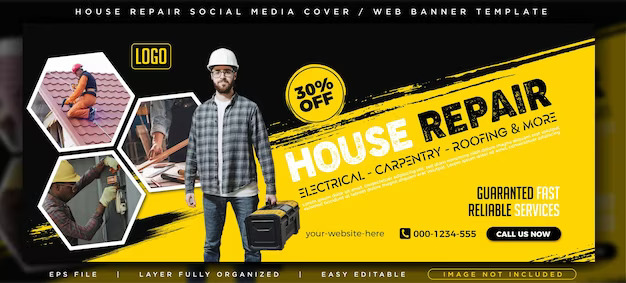 HOUSE REPAIR SOCIAL MEDIA COVER / WEB BANNER TEMPLATE
LOGO
30%
OFF
HOUSE REPAIR
ELECTRICAL - CARPENTRY - ROOFING & MORE
GUARANTED FAST
RELIABLE SERVICES
your-website-here
000-1234-555
CALL US NOW
EPS FILE | LAYER FULLY ORGANIZED | EASY EDITABLE | IMAGE NOT INCLUDED